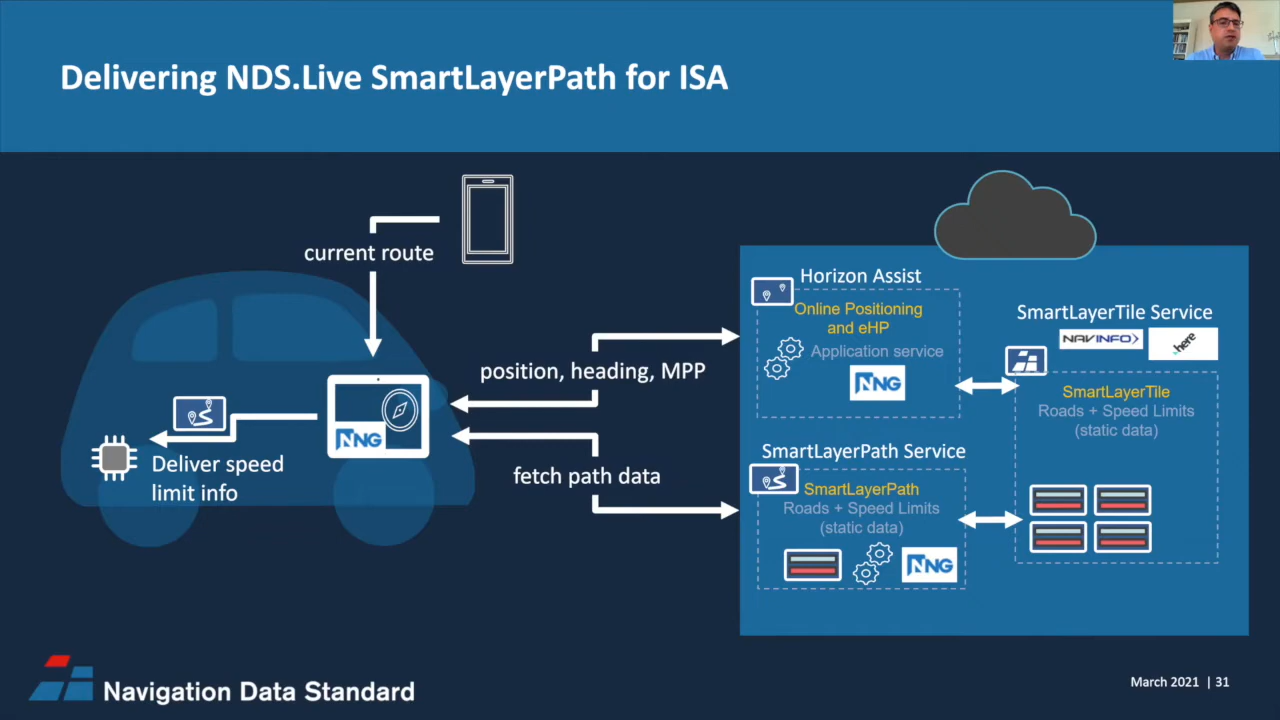 Delivering NDS.Live SmartLayerPath for ISA
current route
position, heading, MPP
fetch path data
NNG
Deliver speed
limit info
Horizon Assist
Online Positioning
and eHP
Application service
NNG
SmartLayerPath Service
SmartLayerPath
Roads + Speed Limits
(static data)
NNG
SmartLayerTile Service
NAVINFO
here
SmartLayerTile
Roads + Speed Limits
(static data)
Navigation Data Standard
March 2021 | 31